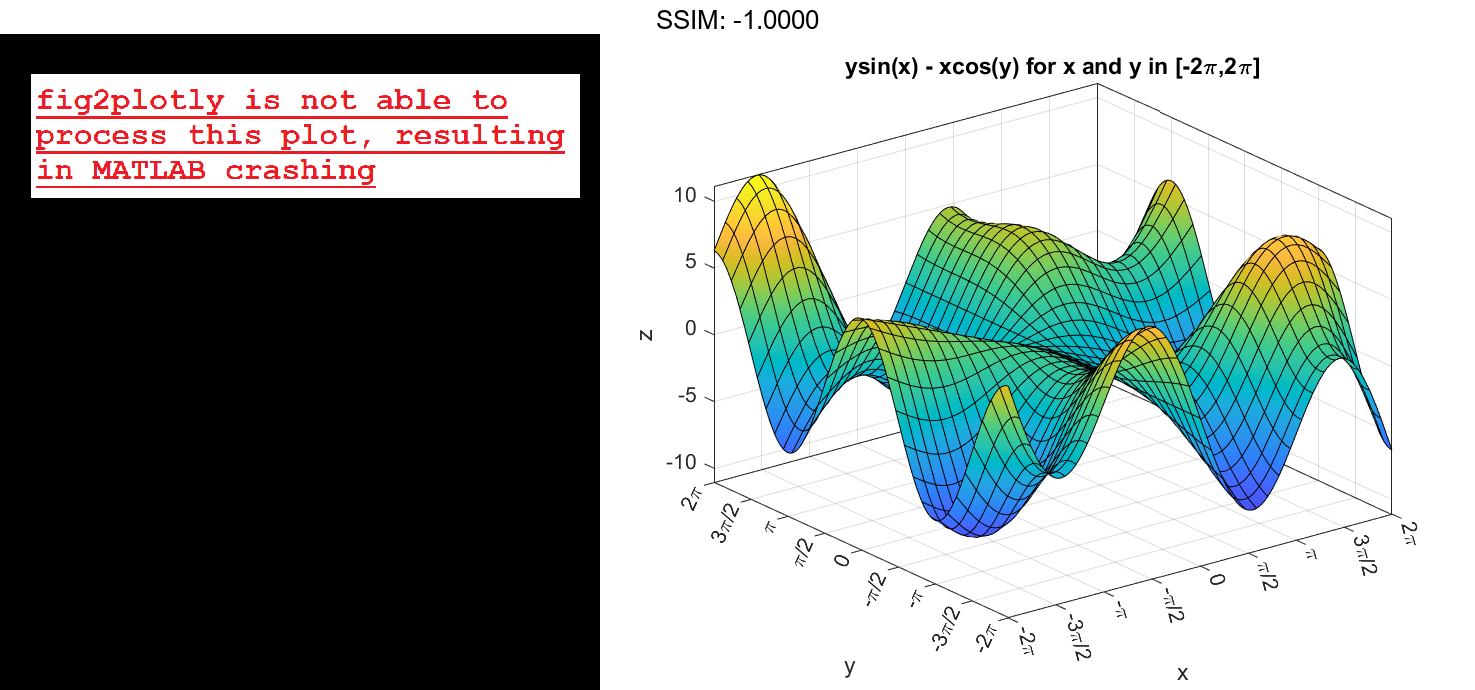 SSIM: -1.0000
fig2plotly is not able to
process this plot, resulting
in MATLAB crashing
ysin(x) - xcos(y) for x and y in [-2π,2π]
10
5
0
-5
-10
z
2π
3π/2
π
π/2
0
-π/2
-π
-3π/2
-2π
y
-2π
-3π/2
-π
-π/2
0
π/2
π
3π/2
2π
x